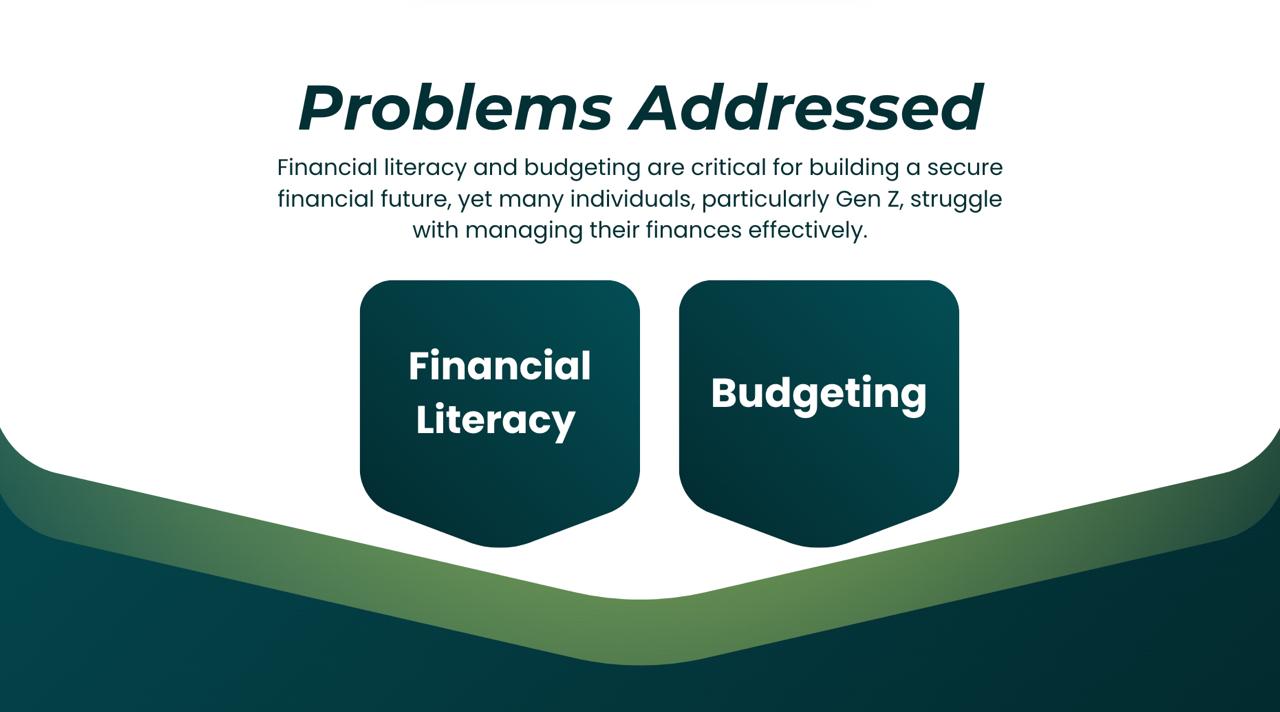 Problems Addressed
Financial literacy and budgeting are critical for building a secure
financial future, yet many individuals, particularly Gen Z, struggle
with managing their finances effectively.
Financial
Literacy
Budgeting